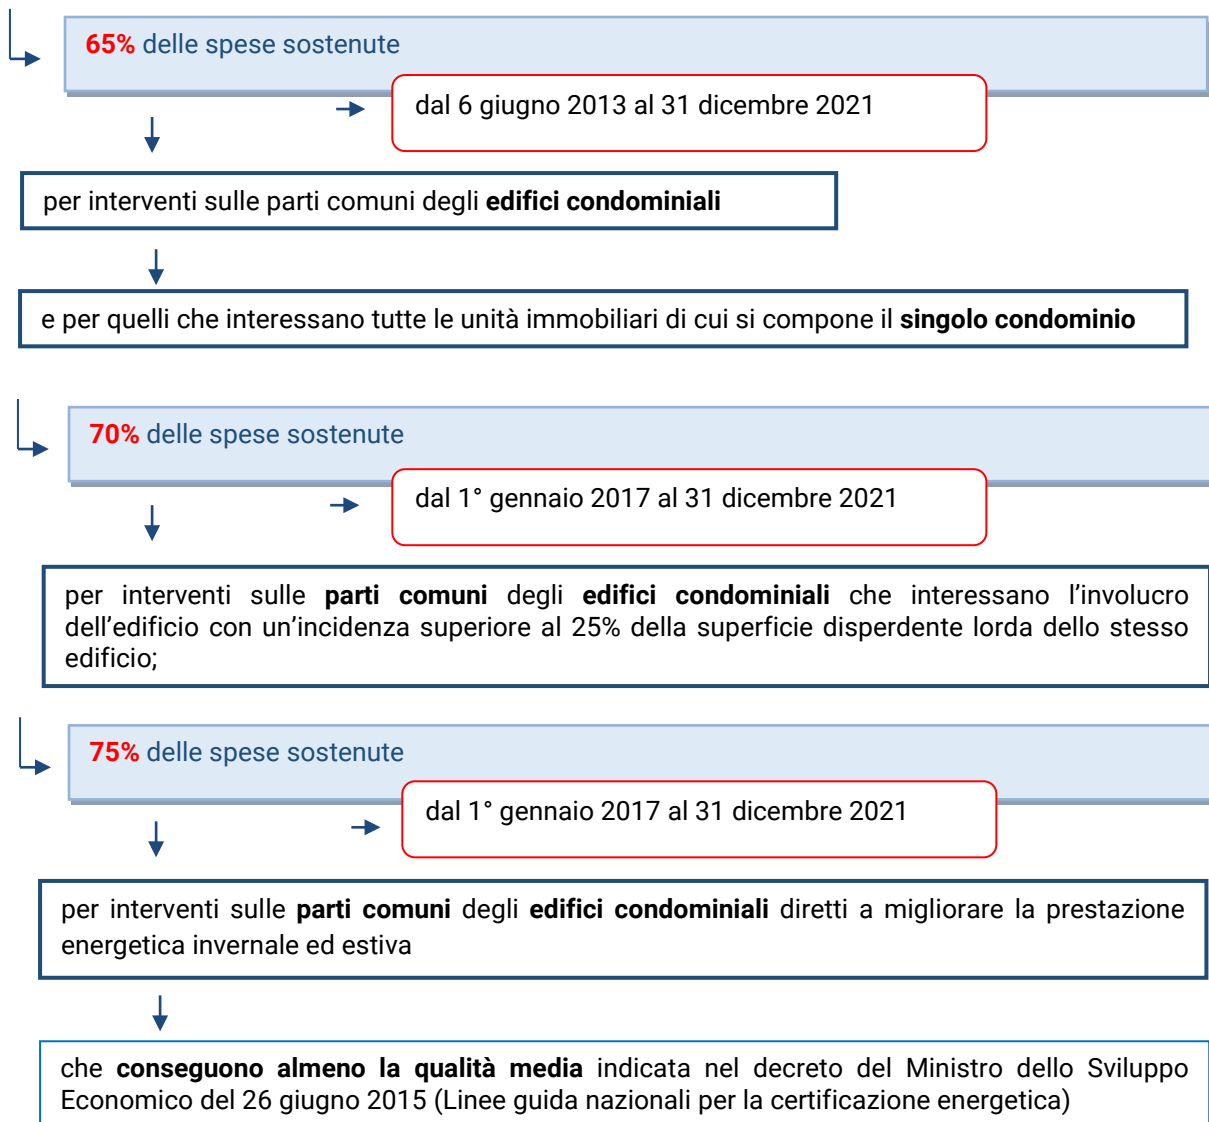 65% delle spese sostenute
dal 6 giugno 2013 al 31 dicembre 2021
per interventi sulle parti comuni degli edifici condominiali
e per quelli che interessano tutte le unità immobiliari di cui si compone il singolo condominio
70% delle spese sostenute
dal 1° gennaio 2017 al 31 dicembre 2021
per interventi sulle parti comuni degli edifici condominiali che interessano l’involucro
dell’edificio con un’incidenza superiore al 25% della superficie disperdente lorda dello stesso
edificio;
75% delle spese sostenute
dal 1° gennaio 2017 al 31 dicembre 2021
per interventi sulle parti comuni degli edifici condominiali diretti a migliorare la prestazione
energetica invernale ed estiva
che conseguono almeno la qualità media indicata nel decreto del Ministro dello Sviluppo
Economico del 26 giugno 2015 (Linee guida nazionali per la certificazione energetica)